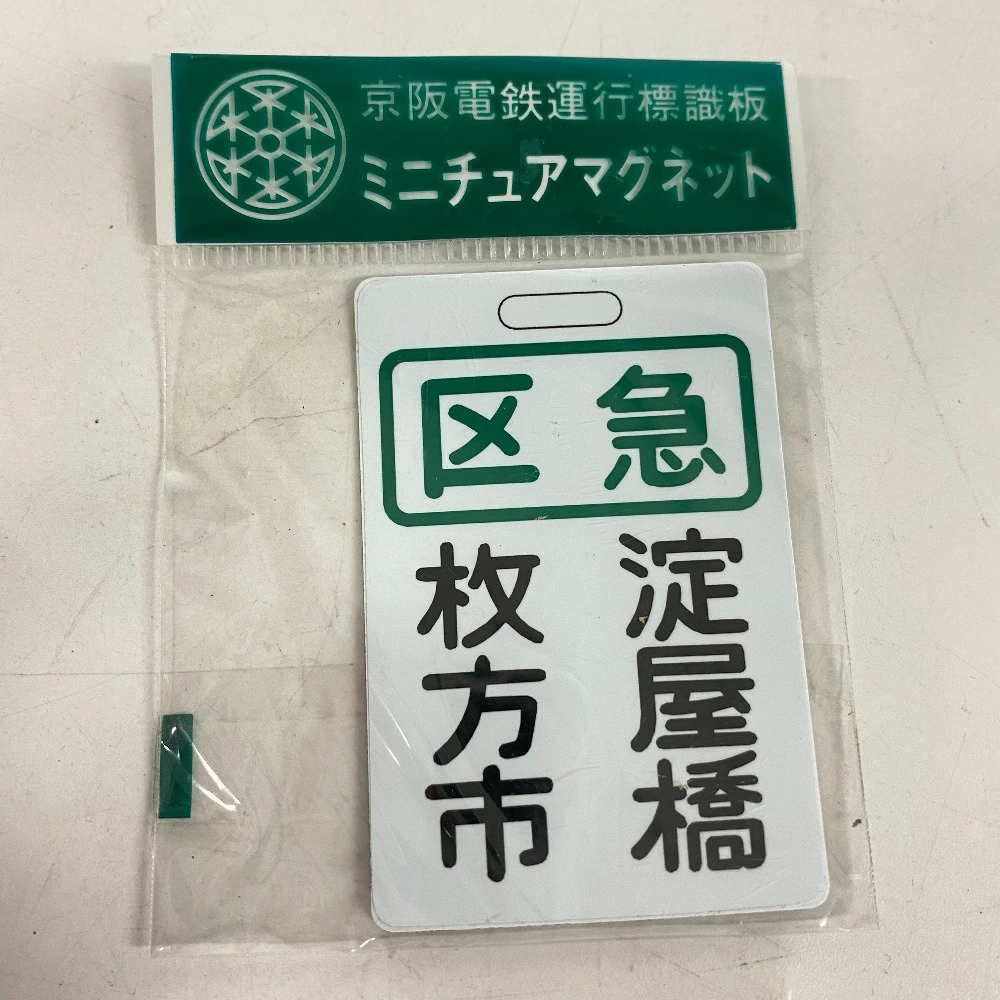 京阪電鉄運行標識板
ミニチュアマグネット
区急
淀屋橋
枚方市